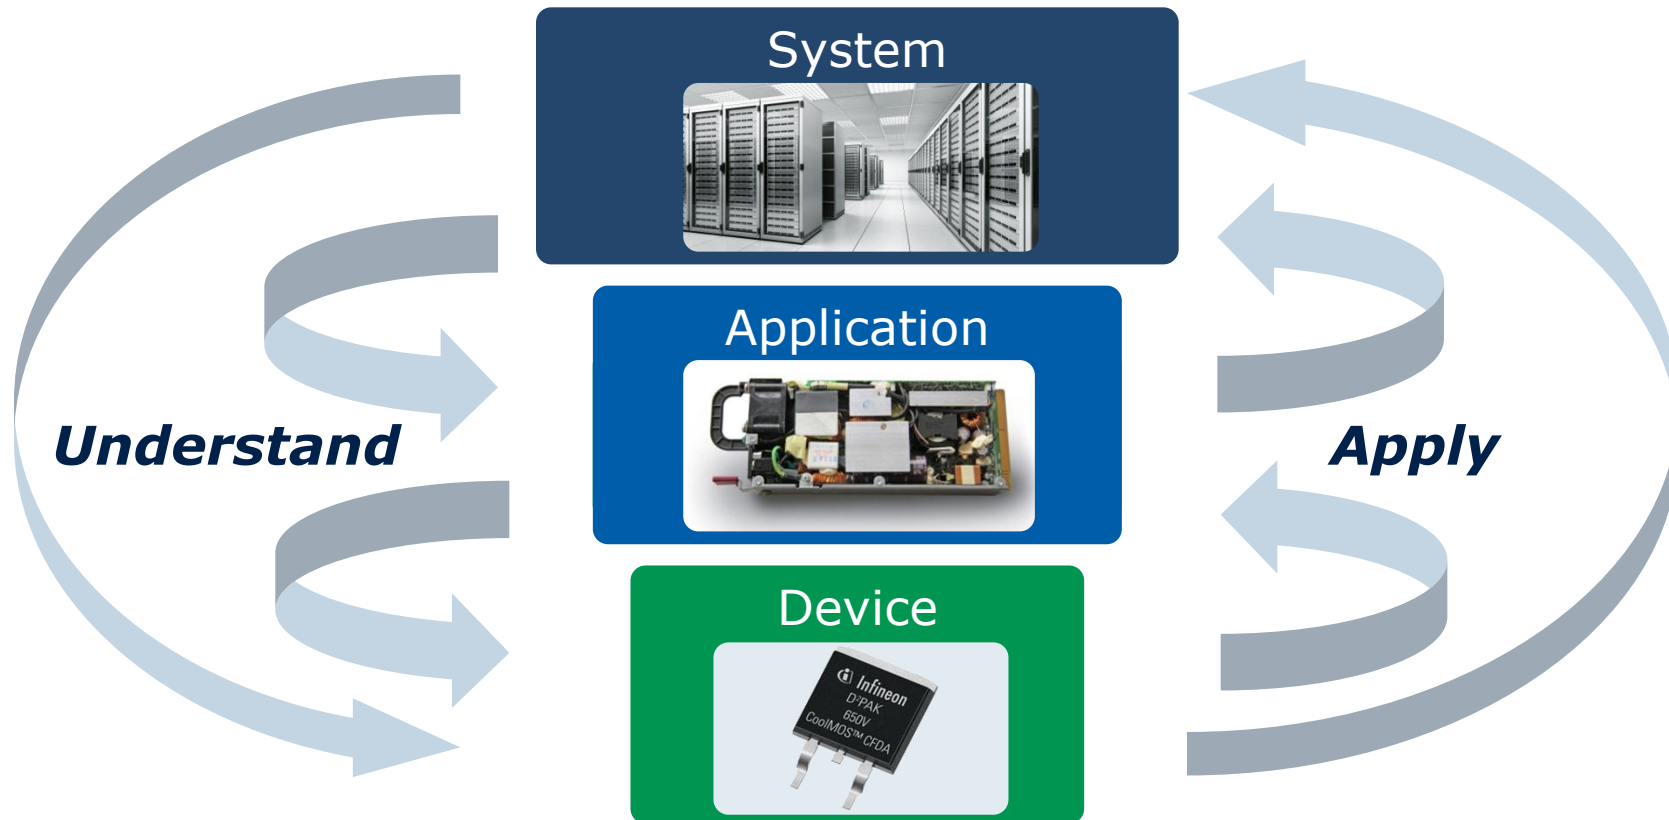 System
Application
Understand
Apply
Device
Infineon
D²PAK
650V
CoolMOS™ CFDA